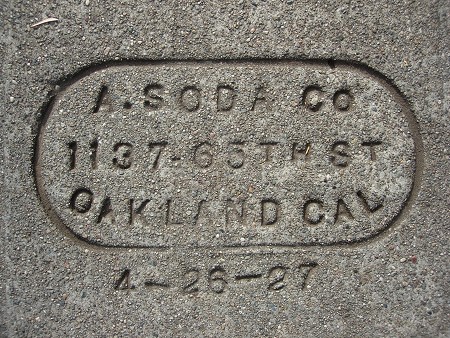 A. SODA CO
1137-65TH ST
OAKLAND CAL
4-26-27